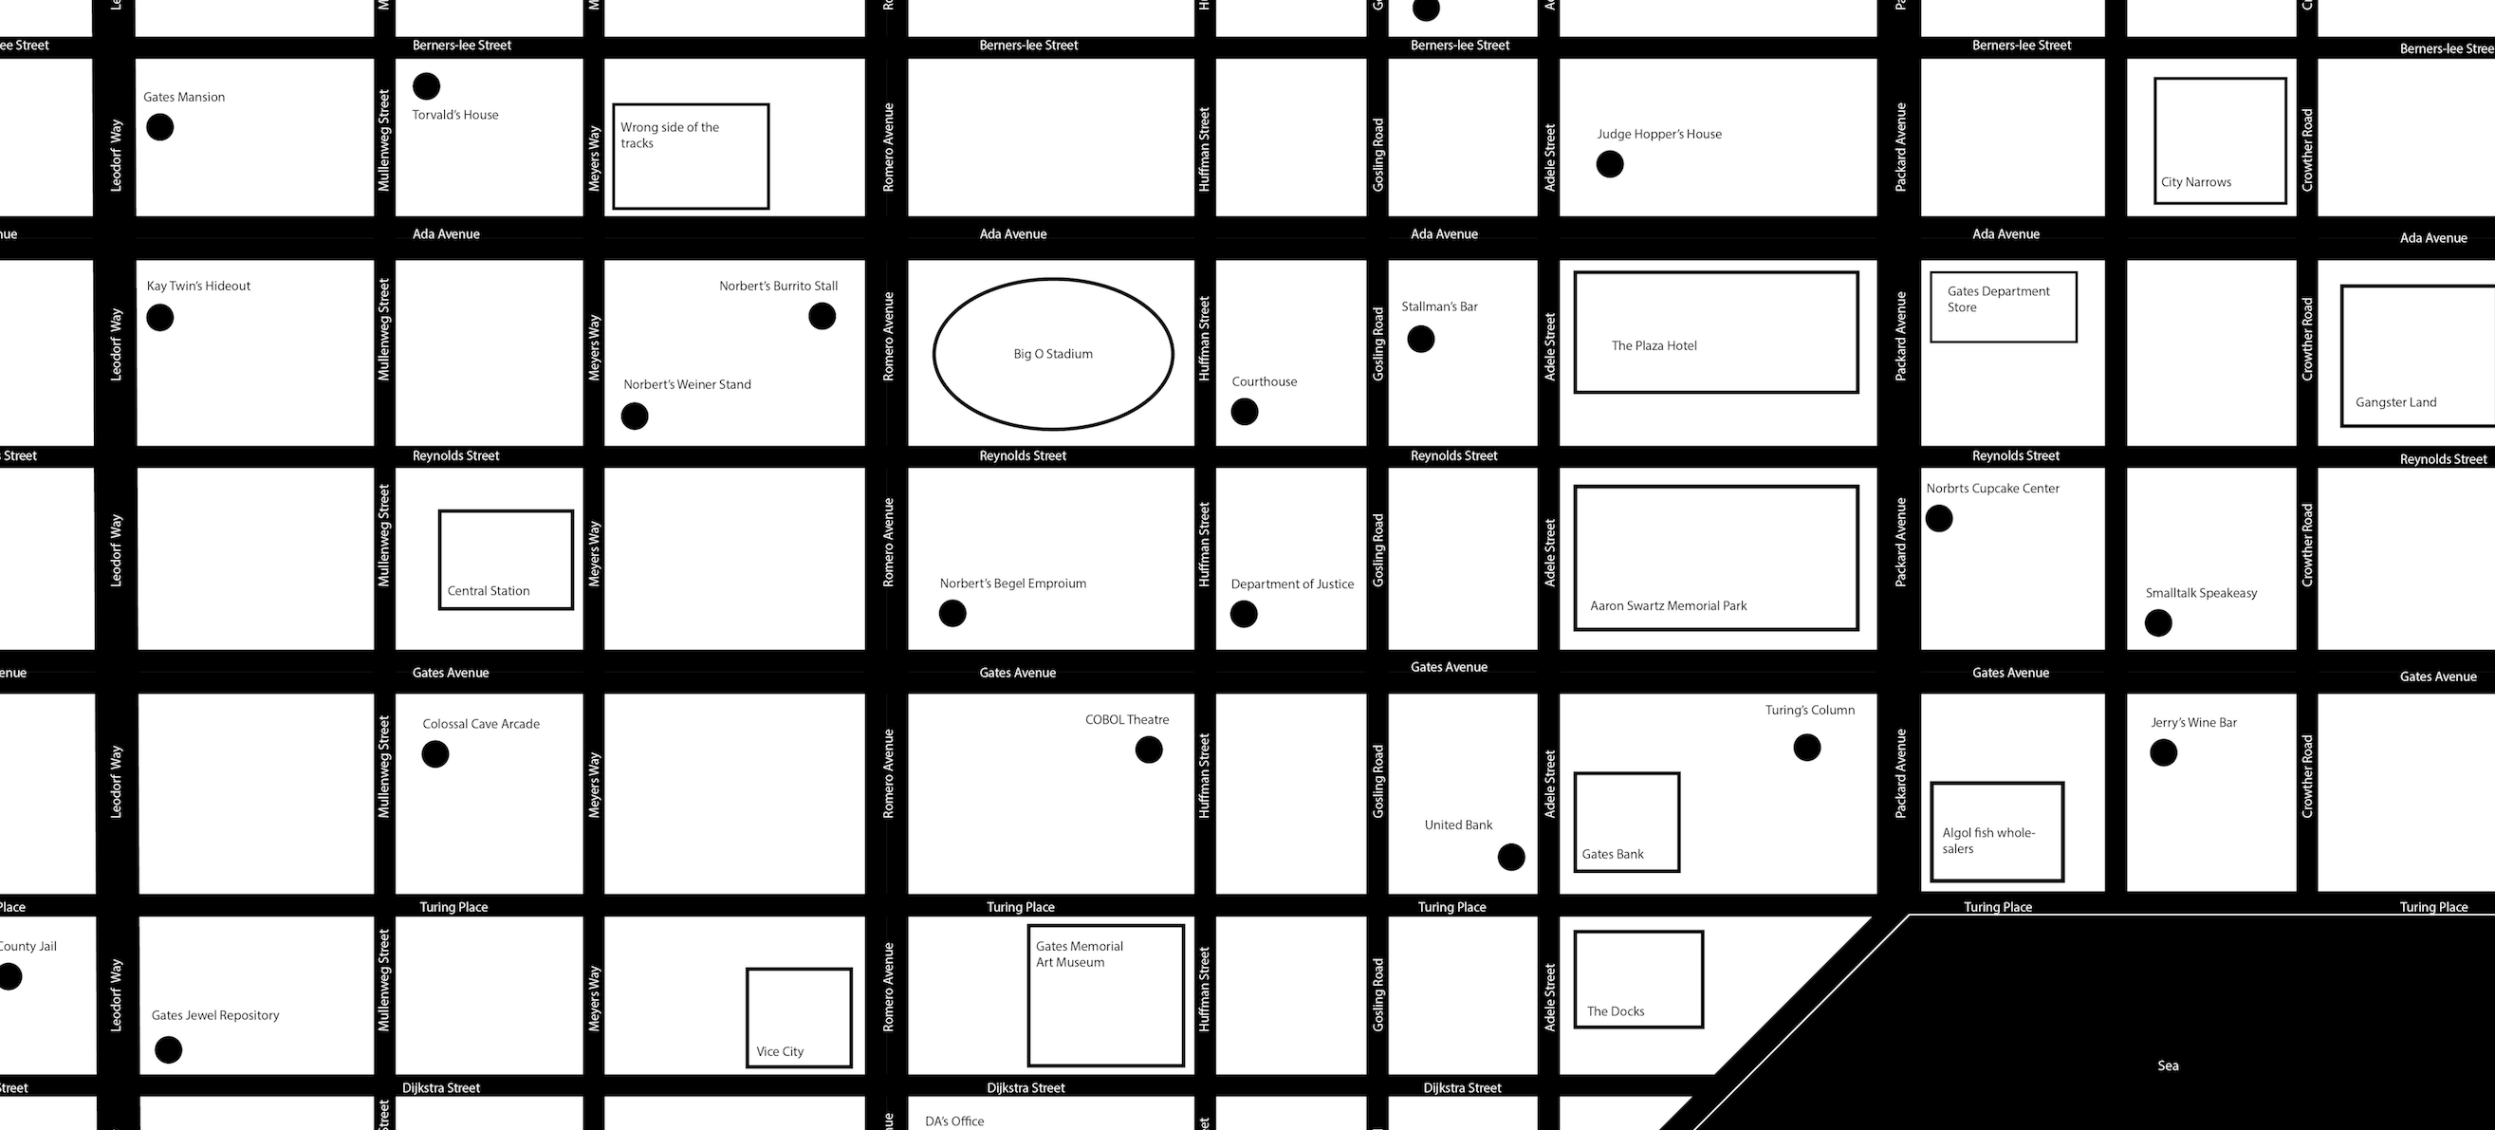 Berners-lee Street
Berners-lee Street
Berners-lee Street
Berners-lee Street
Gates Mansion
Torvald's House
Wrong side of the
tracks
Judge Hopper's House
City Narrows
Leodorf Way
Mullenweg Street
Meyers Way
Romero Avenue
Huffman Street
Gosling Road
Adele Street
Packard Avenue
Crowther Road
Ada Avenue
Ada Avenue
Ada Avenue
Ada Avenue
Ada Avenue
Kay Twin's Hideout
Norbert's Burrito Stall
Norbert's Weiner Stand
Big O Stadium
Courthouse
Stallman's Bar
The Plaza Hotel
Gates Department
Store
Gangster Land
Leodorf Way
Mullenweg Street
Meyers Way
Romero Avenue
Huffman Street
Gosling Road
Adele Street
Packard Avenue
Crowther Road
Street
Reynolds Street
Reynolds Street
Reynolds Street
Reynolds Street
Reynolds Street
Central Station
Norbert's Begel Emproium
Department of Justice
Aaron Swartz Memorial Park
Norbrts Cupcake Center
Smalltalk Speakeasy
Leodorf Way
Mullenweg Street
Meyers Way
Romero Avenue
Huffman Street
Gosling Road
Adele Street
Packard Avenue
Crowther Road
Gates Avenue
Gates Avenue
Gates Avenue
Gates Avenue
Gates Avenue
Colossal Cave Arcade
COBOL Theatre
United Bank
Turing's Column
Gates Bank
Algol fish whole-
salers
Jerry's Wine Bar
Leodorf Way
Mullenweg Street
Meyers Way
Romero Avenue
Huffman Street
Gosling Road
Adele Street
Packard Avenue
Crowther Road
Place
Turing Place
Turing Place
Turing Place
Turing Place
Turing Place
County Jail
Gates Jewel Repository
Vice City
Gates Memorial
Art Museum
The Docks
Sea
Leodorf Way
Mullenweg Street
Meyers Way
Romero Avenue
Huffman Street
Gosling Road
Adele Street
Dijkstra Street
Dijkstra Street
Dijkstra Street
DA's Office